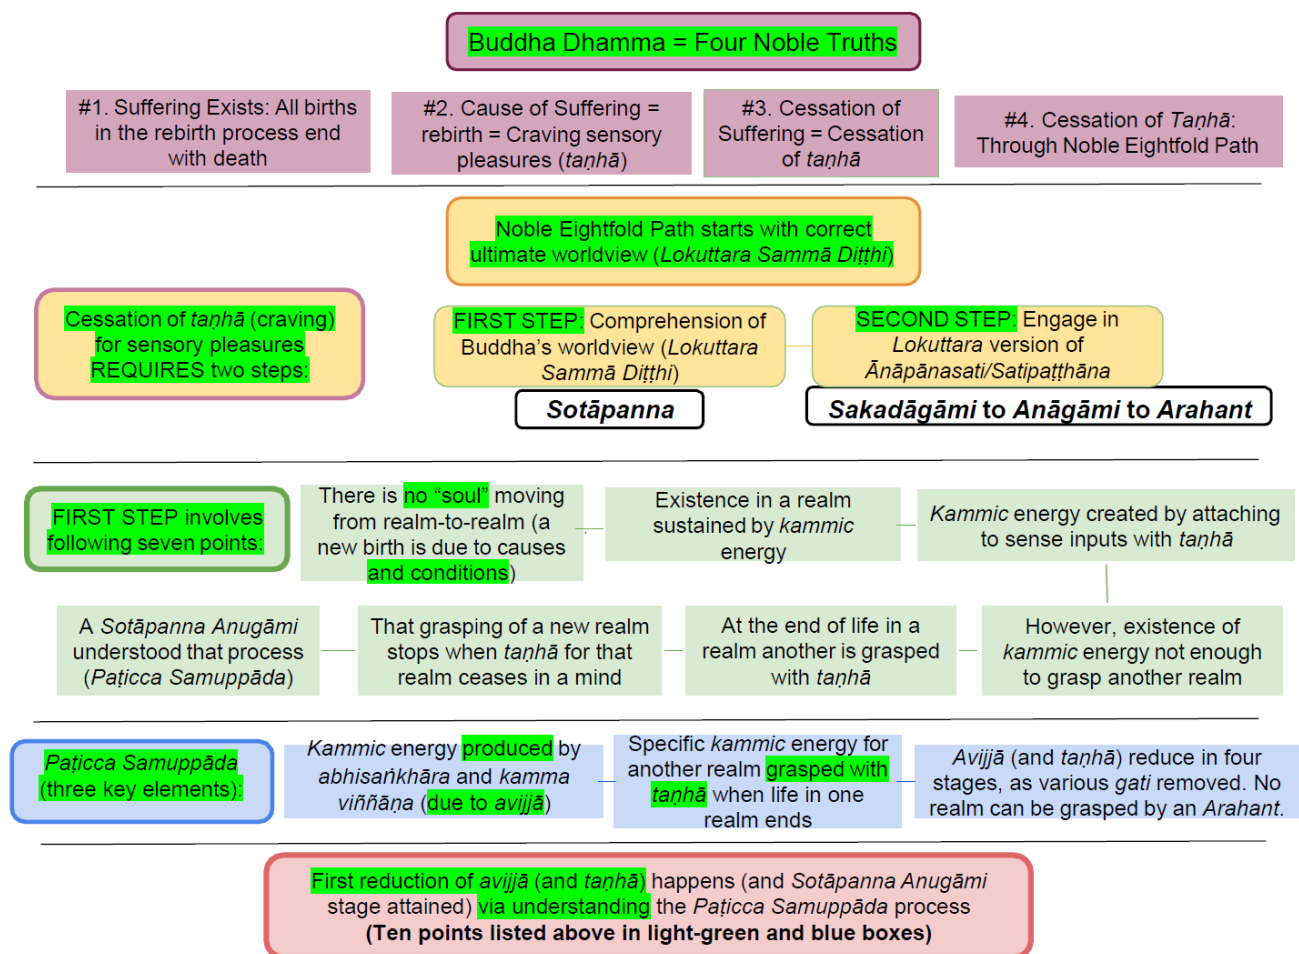 Buddha Dhamma = Four Noble Truths
#1. Suffering Exists: All births
in the rebirth process end
with death
#2. Cause of Suffering =
rebirth = Craving sensory
pleasures (taṇhā)
#3. Cessation of
Suffering = Cessation
of taṇhā
#4. Cessation of Taṇhā:
Through Noble Eightfold Path
Noble Eightfold Path starts with correct
ultimate worldview (Lokuttara Sammā Diṭṭhi)
Cessation of taṇhā (craving)
for sensory pleasures
REQUIRES two steps:
FIRST STEP: Comprehension of
Buddha’s worldview (Lokuttara
Sammā Diṭṭhi)
Sotāpanna
SECOND STEP: Engage in
Lokuttara version of
Ānāpānasati/Satipaṭṭhāna
Sakadāgāmi to Anāgāmi to Arahant
FIRST STEP involves
following seven points:
There is no “soul” moving
from realm-to-realm (a
new birth is due to causes
and conditions)
Existence in a realm
sustained by kammic
energy
Kammic energy created by attaching
to sense inputs with taṇhā
A Sotāpanna Anugāmi
understood that process
(Paṭicca Samuppāda)
That grasping of a new realm
stops when taṇhā for that
realm ceases in a mind
At the end of life in a
realm another is grasped
with taṇhā
However, existence of
kammic energy not enough
to grasp another realm
Paṭicca Samuppāda
(three key elements):
Kammic energy produced by
abhisaṅkhāra and kamma
viññāṇa (due to avijjā)
Specific kammic energy for
another realm grasped with
taṇhā when life in one
realm ends
Avijjā (and taṇhā) reduce in four
stages, as various gati removed. No
realm can be grasped by an Arahant.
First reduction of avijjā (and taṇhā) happens (and Sotāpanna Anugāmi
stage attained) via understanding the Paṭicca Samuppāda process
(Ten points listed above in light-green and blue boxes)